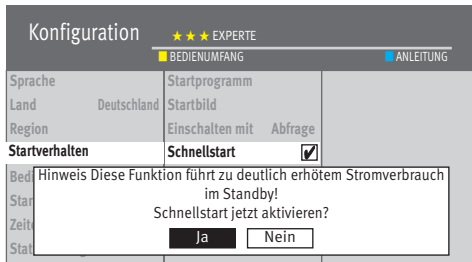 Konfiguration
★★★ EXPERTE
BEDIENUMFANG
ANLEITUNG
Sprache
Startprogramm
Land Deutschland
Startbild
Region
Einschalten mit Abfrage
Startverhalten
Schnellstart
Hinweis Diese Funktion führt zu deutlich erhötem Stromverbrauch
im Standby!
Schnellstart jetzt aktivieren?
Ja
Nein